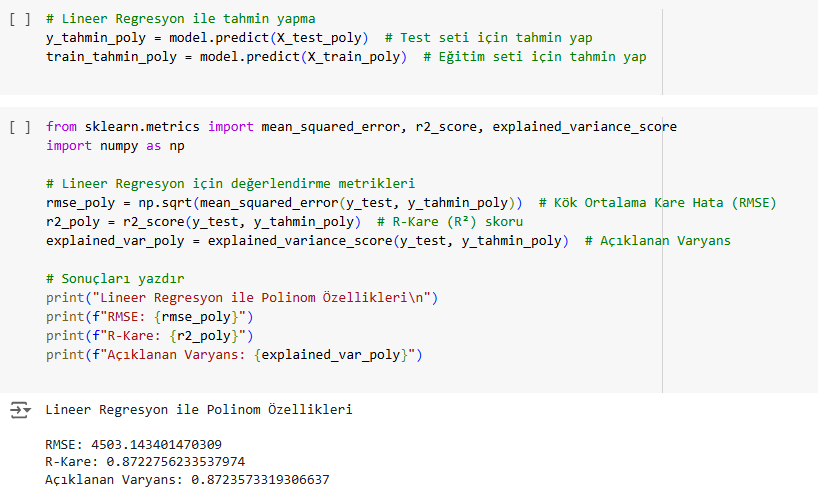 [ ] # Lineer Regresyon ile tahmin yapma
y_tahmin_poly = model.predict(X_test_poly)  # Test seti için tahmin yap
train_tahmin_poly = model.predict(X_train_poly)  # Eğitim seti için tahmin yap
[ ] from sklearn.metrics import mean_squared_error, r2_score, explained_variance_score
import numpy as np
# Lineer Regresyon için değerlendirme metrikleri
rmse_poly = np.sqrt(mean_squared_error(y_test, y_tahmin_poly))  # Kök Ortalama Kare Hata (RMSE)
r2_poly = r2_score(y_test, y_tahmin_poly)  # R-Kare (R²) skoru
explained_var_poly = explained_variance_score(y_test, y_tahmin_poly)  # Açıklanan Varyans
# Sonuçları yazdır
print("Lineer Regresyon ile Polinom Özellikleri\n")
print(f"RMSE: {rmse_poly}")
print(f"R-Kare: {r2_poly}")
print(f"Açıklanan Varyans: {explained_var_poly}")
Lineer Regresyon ile Polinom Özellikleri
RMSE: 4503.143401470309
R-Kare: 0.8722756233537974
Açıklanan Varyans: 0.8723573319306637